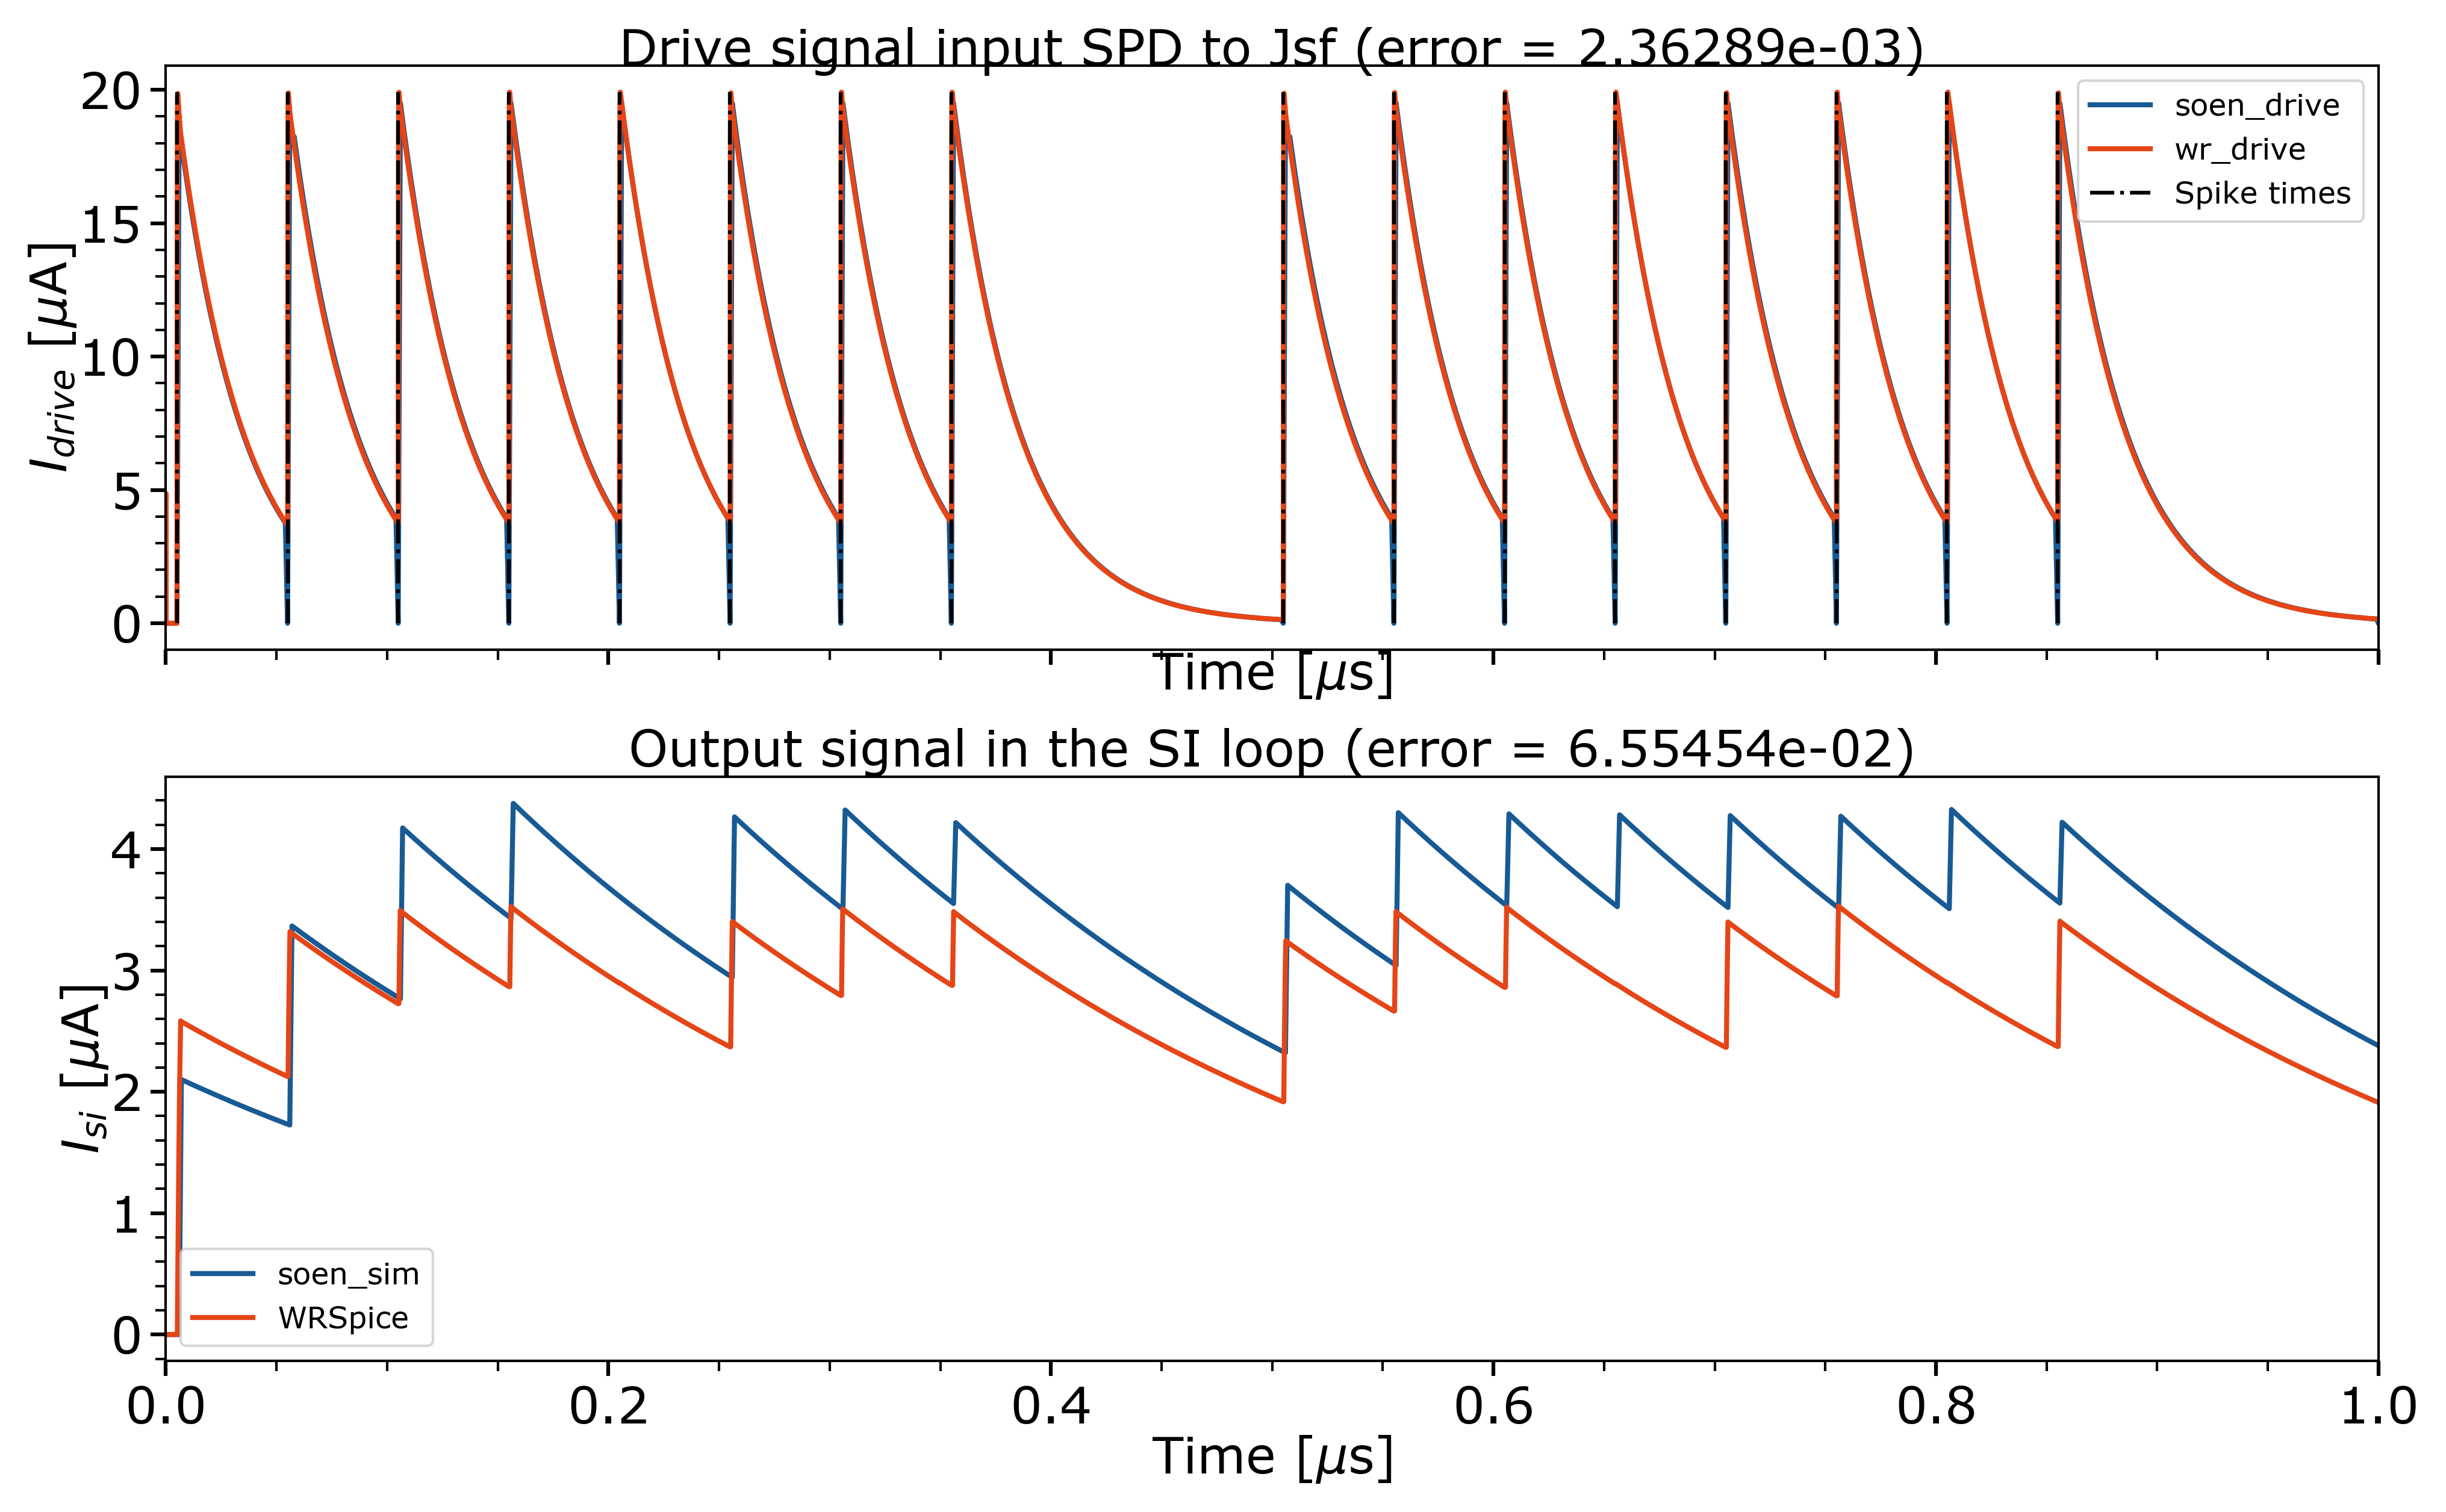 Drive signal input SPD to Jsf (error = 2.36289e-03)
20
15
10
5
0
I_drive [μA]
soen_drive
wr_drive
Spike times
Time [μs]
Output signal in the SI loop (error = 6.55454e-02)
4
3
2
1
0
I_si [μA]
soen_sim
WRSpice
0.0 0.2 0.4 0.6 0.8 1.0
Time [μs]